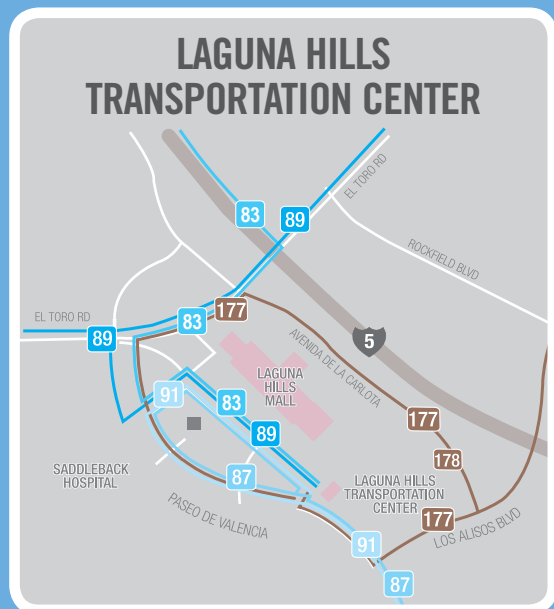 LAGUNA HILLS
TRANSPORTATION CENTER
EL TORO RD
83
89
ROCKFIELD BLVD
177
EL TORO RD
83
89
5
AVENIDA DE LA CARLOTA
LAGUNA
HILLS
MALL
91
83
89
177
178
SADDLEBACK
HOSPITAL
87
LAGUNA HILLS
TRANSPORTATION
CENTER
PASEO DE VALENCIA
177
LOS ALISOS BLVD
91
87